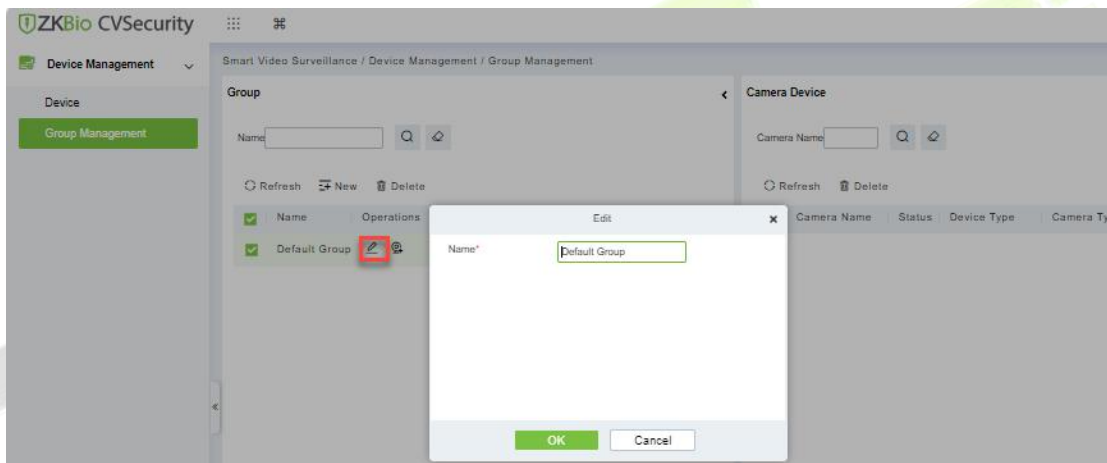 ZKBio CVSecurity
Device Management
Device
Group Management
Smart Video Surveillance / Device Management / Group Management
Group
Name
Refresh New Delete
Name Operations
Default Group
Camera Device
Camera Name
Refresh Delete
Camera Name Status Device Type Camera Ty
Edit
Name* Default Group
OK Cancel